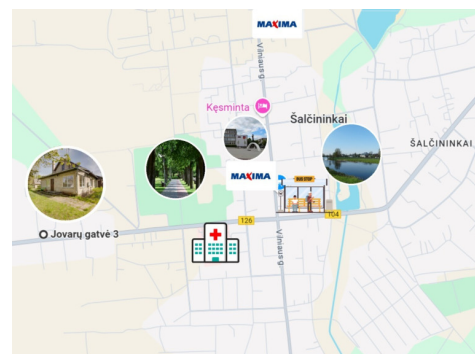 MAXIMA
Vilniaus g.
Kęsminta
Šalčininkai
ŠALČININKAI
MAXIMA
BUS STOP
126
104
Jovarų gatvė 3
Vilniaus g.